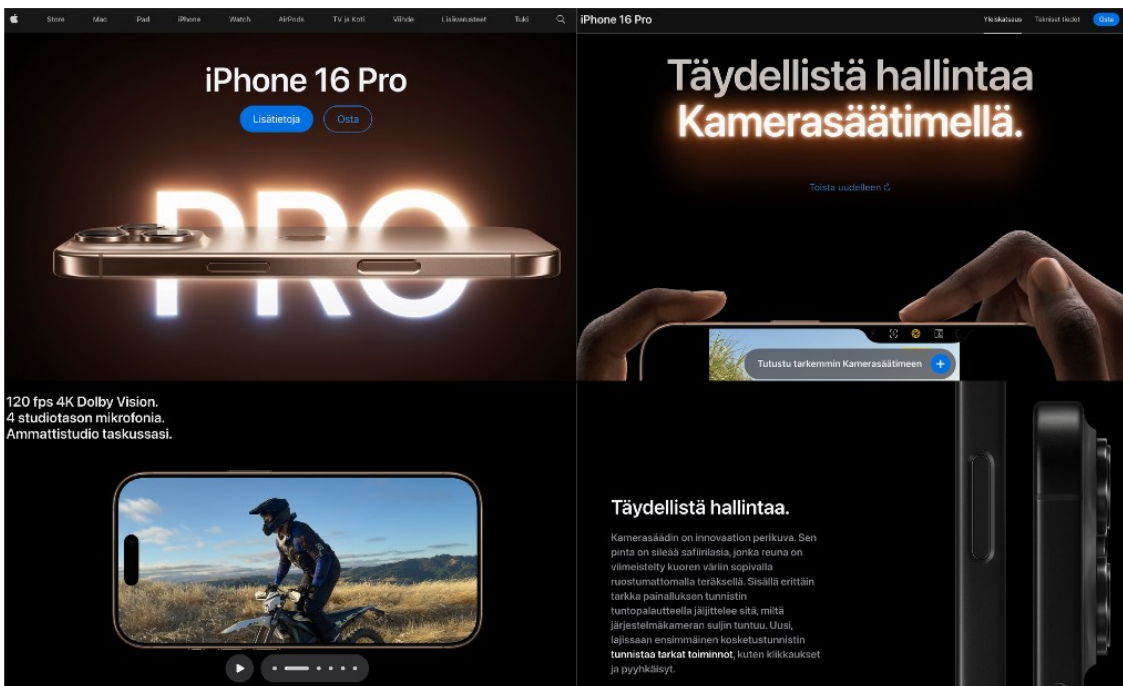 Store Mac iPad iPhone Watch AirPods TV ja Koti Viihde Lisävarusteet Tuki
iPhone 16 Pro
Lisätietoja Osta
PRO
iPhone 16 Pro Yleiskatsaus Tekniset tiedot Osta
Täydellistä hallintaa
Kamerasäätimellä.
Toista uudelleen
Tutustu tarkemmin Kamerasäätimeen
120 fps 4K Dolby Vision.
4 studiotason mikrofonia.
Ammattistudio taskussasi.
Täydellistä hallintaa.
Kamerasäädin on innovaation perikuva. Sen
pinta on sileää safiirilasia, jonka reuna on
viimeistelty kuoren väriin sopivalla
ruostumattomalla teräksellä. Sisällä erittäin
tarkka painalluksen tunnistin
tuntopalautteella jäljittelee sitä, miltä
järjestelmäkameran suljin tuntuu. Uusi,
lajissaan ensimmäinen kosketustunnistin
tunnistaa tarkat toiminnot, kuten klikkaukset
ja pyyhkäisyt.